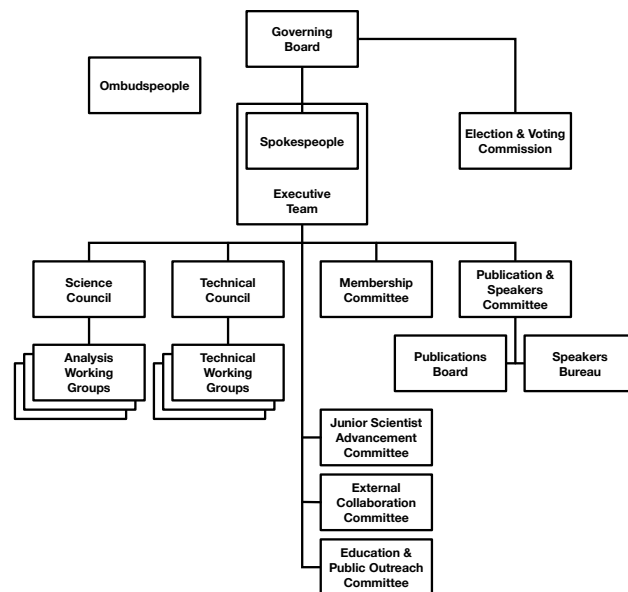 Governing
Board
Ombudspeople
Election & Voting
Commission
Spokespeople
Executive
Team
Science
Council
Technical
Council
Membership
Committee
Publication &
Speakers
Committee
Analysis
Working
Groups
Technical
Working
Groups
Publications
Board
Speakers
Bureau
Junior Scientist
Advancement
Committee
External
Collaboration
Committee
Education &
Public Outreach
Committee